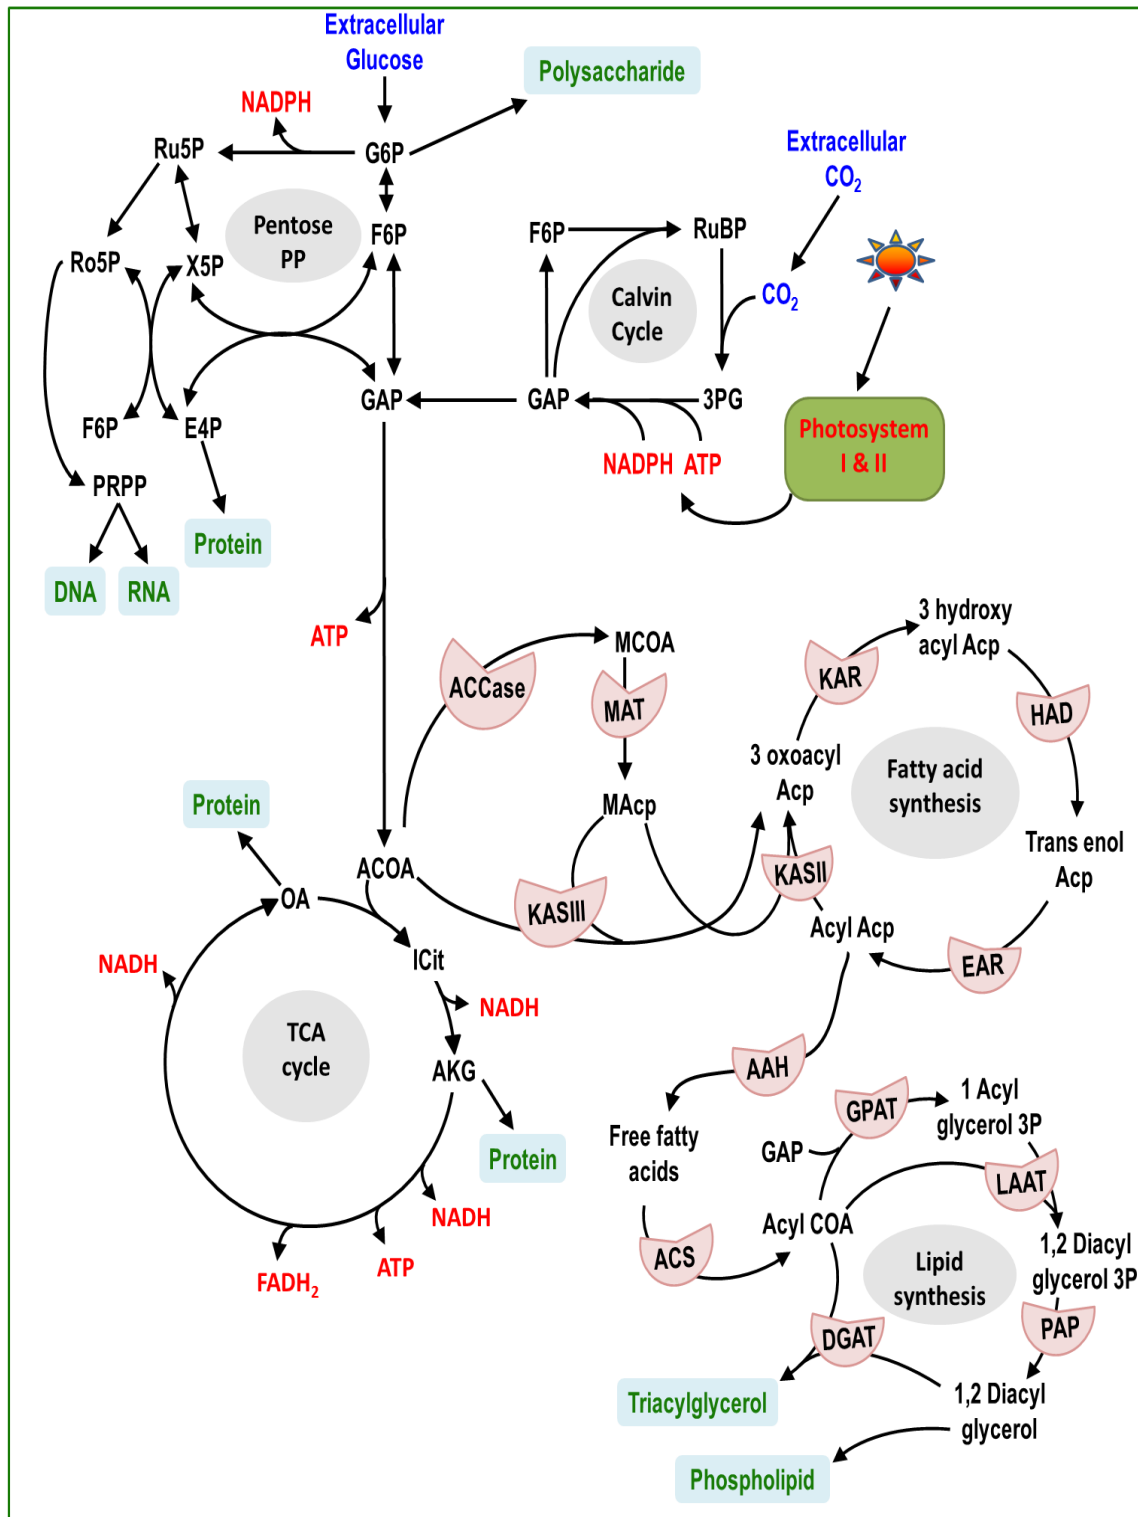 Extracellular
Glucose
Polysaccharide
NADPH
Ru5P
G6P
Extracellular
CO2
Pentose
PP
F6P
F6P
RuBP
Ro5P
X5P
Calvin
Cycle
CO2
GAP
GAP
3PG
F6P
E4P
Photosystem
I & II
NADPH
ATP
PRPP
Protein
DNA
RNA
ATP
MCOA
3 hydroxy
acyl Acp
ACCase
MAT
KAR
HAD
3 oxoacyl
Acp
Fatty acid
synthesis
Protein
MAcp
Trans enol
Acp
ACOA
KASII
OA
KASIII
Acyl Acp
ICit
EAR
NADH
NADH
TCA
cycle
AKG
AAH
Free fatty
acids
GPAT
1 Acyl
glycerol 3P
GAP
Protein
LAAT
NADH
Acyl COA
1,2 Diacyl
glycerol 3P
ATP
FADH2
ACS
Lipid
synthesis
DGAT
PAP
Triacylglycerol
1,2 Diacyl
glycerol
Phospholipid